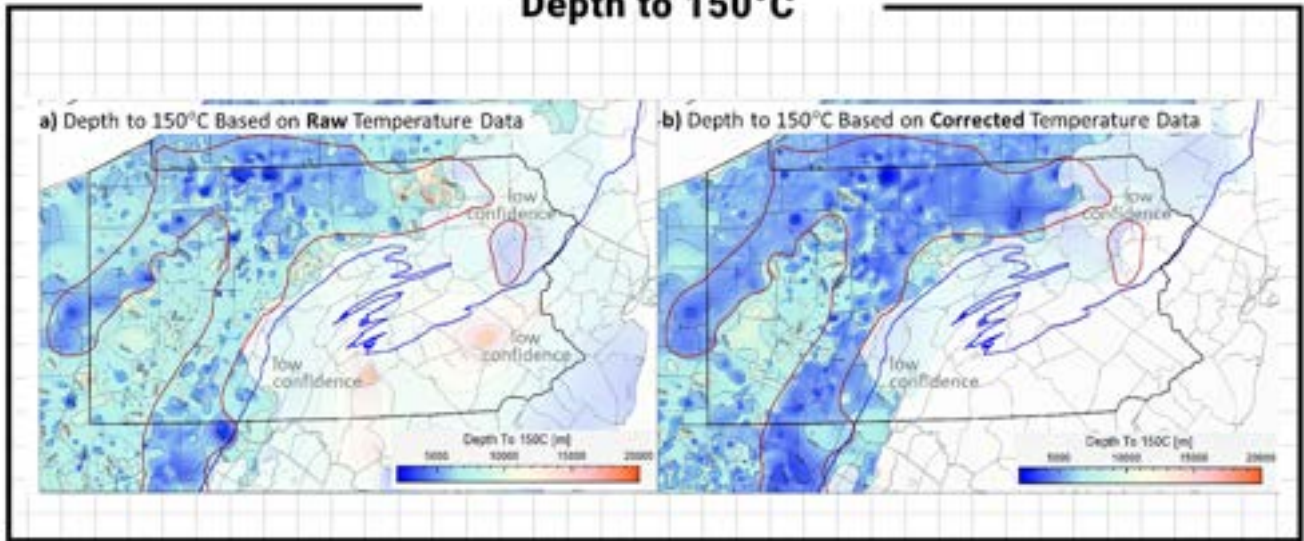 Depth to 150°C
a) Depth to 150°C Based on Raw Temperature Data
low
confidence
low
confidence
low
confidence
Depth To 150C [m]
5000 10000 15000 20000
b) Depth to 150°C Based on Corrected Temperature Data
low
confidence
low
confidence
Depth To 150C [m]
5000 10000 15000 20000